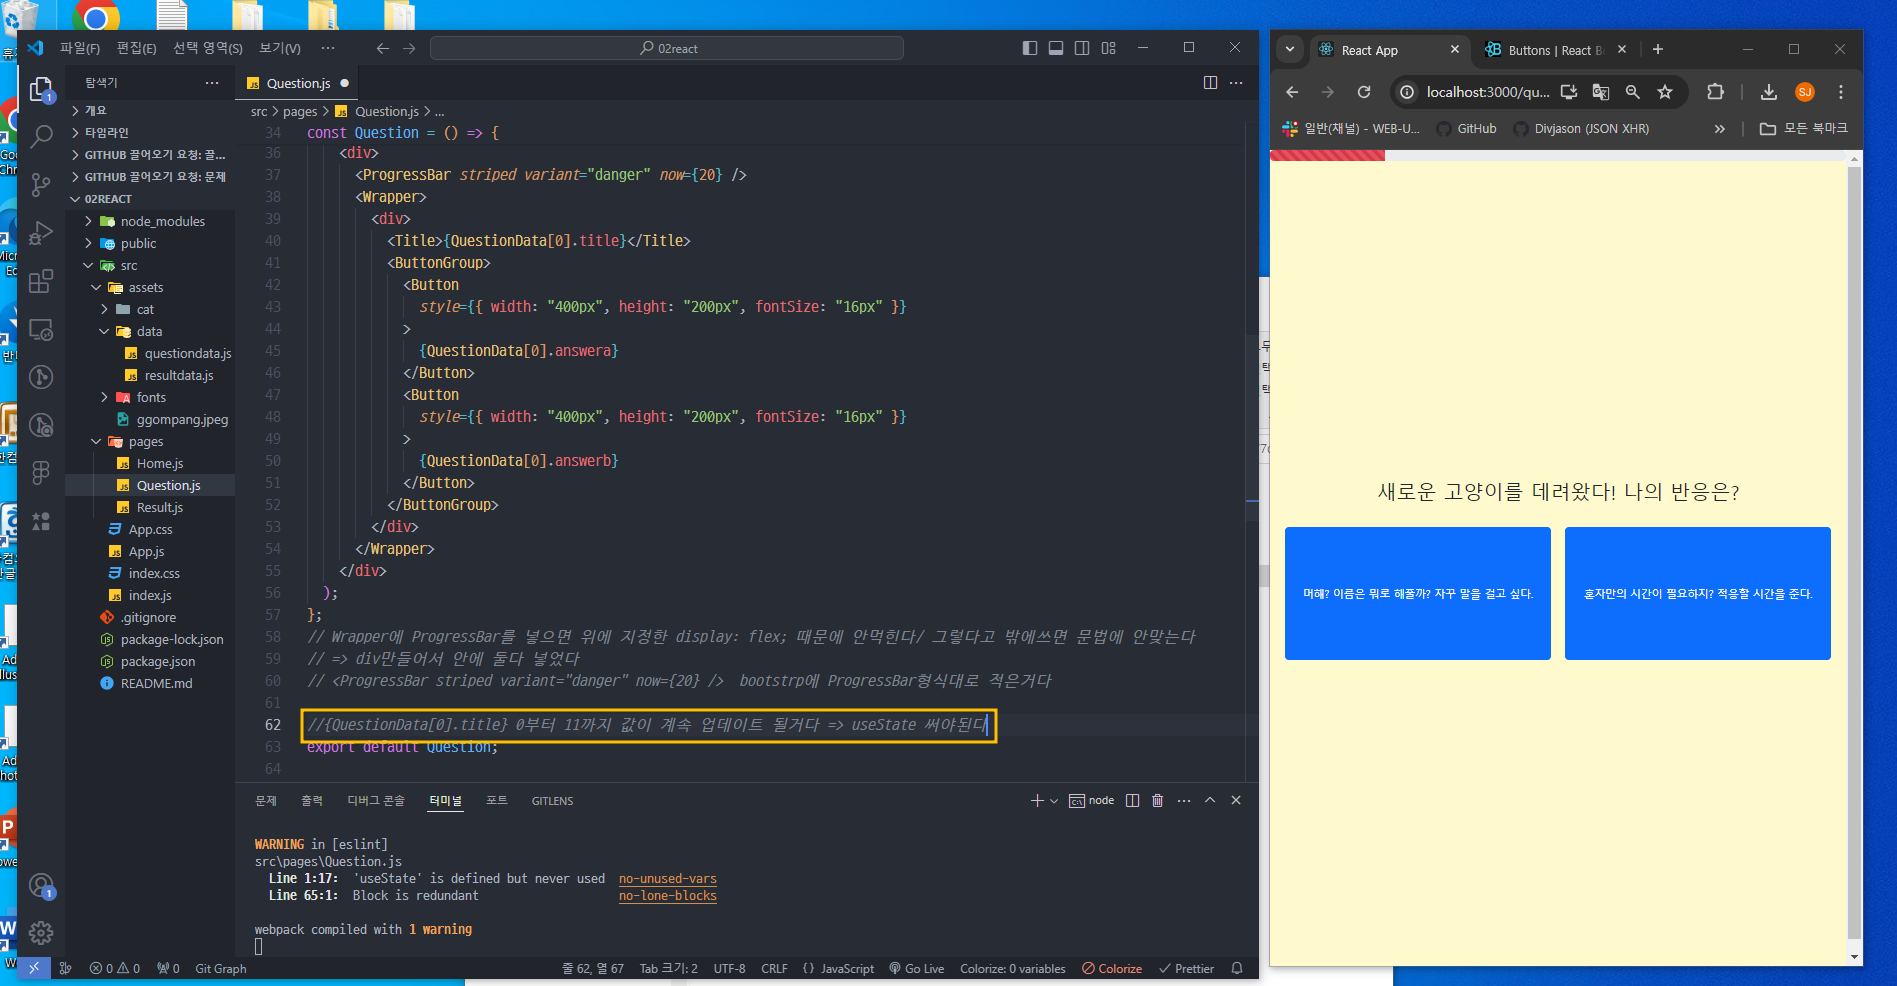 파일(F) 편집(E) 선택 영역(S) 보기(V) ··· 02react
탐색기 ···
개요
타임라인
GITHUB 끌어오기 요청: 끌...
GITHUB 끌어오기 요청: 문제
02REACT
node_modules
public
src
assets
cat
data
questiondata.js
resultdata.js
fonts
ggompang.jpeg
pages
Home.js
Question.js
Result.js
App.css
App.js
index.css
index.js
.gitignore
package-lock.json
package.json
README.md
Question.js
src > pages > Question.js > ...
34 const Question = () => {
36 <div>
37 <ProgressBar striped variant="danger" now={20} />
38 <Wrapper>
39 <div>
40 <Title>{QuestionData[0].title}</Title>
41 <ButtonGroup>
42 <Button
43 style={{ width: "400px", height: "200px", fontSize: "16px" }}
44 >
45 {QuestionData[0].answera}
46 </Button>
47 <Button
48 style={{ width: "400px", height: "200px", fontSize: "16px" }}
49 >
50 {QuestionData[0].answerb}
51 </Button>
52 </ButtonGroup>
53 </div>
54 </Wrapper>
55 </div>
56 );
57 };
58 // Wrapper에 ProgressBar를 넣으면 위에 지정한 display: flex; 때문에 안먹힌다/ 그렇다고 밖에쓰면 문법에 안맞는다
59 // => div만들어서 안에 둘다 넣었다
60 // <ProgressBar striped variant="danger" now={20} /> bootstrp에 ProgressBar형식대로 적은거다
61
62 //{QuestionData[0].title} 0부터 11까지 값이 계속 업데이트 될거다 => useState 써야된다
63 export default Question;
64
문제 출력 디버그 콘솔 터미널 포트 GITLENS
node
WARNING in [eslint]
src\pages\Question.js
Line 1:17: 'useState' is defined but never used no-unused-vars
Line 65:1: Block is redundant no-lone-blocks
webpack compiled with 1 warning
0 0 0 Git Graph 줄 62, 열 67 Tab 크기: 2 UTF-8 CRLF {} JavaScript Go Live Colorize: 0 variables Colorize Prettier
React App
Buttons | React B
localhost:3000/qu...
SJ
일반(채널) - WEB-U... GitHub Divjason (JSON XHR) » 모든 북마크
새로운 고양이를 데려왔다! 나의 반응은?
머해? 이름은 뭐로 해줄까? 자꾸 말을 걸고 싶다.
혼자만의 시간이 필요하지? 적응할 시간을 준다.